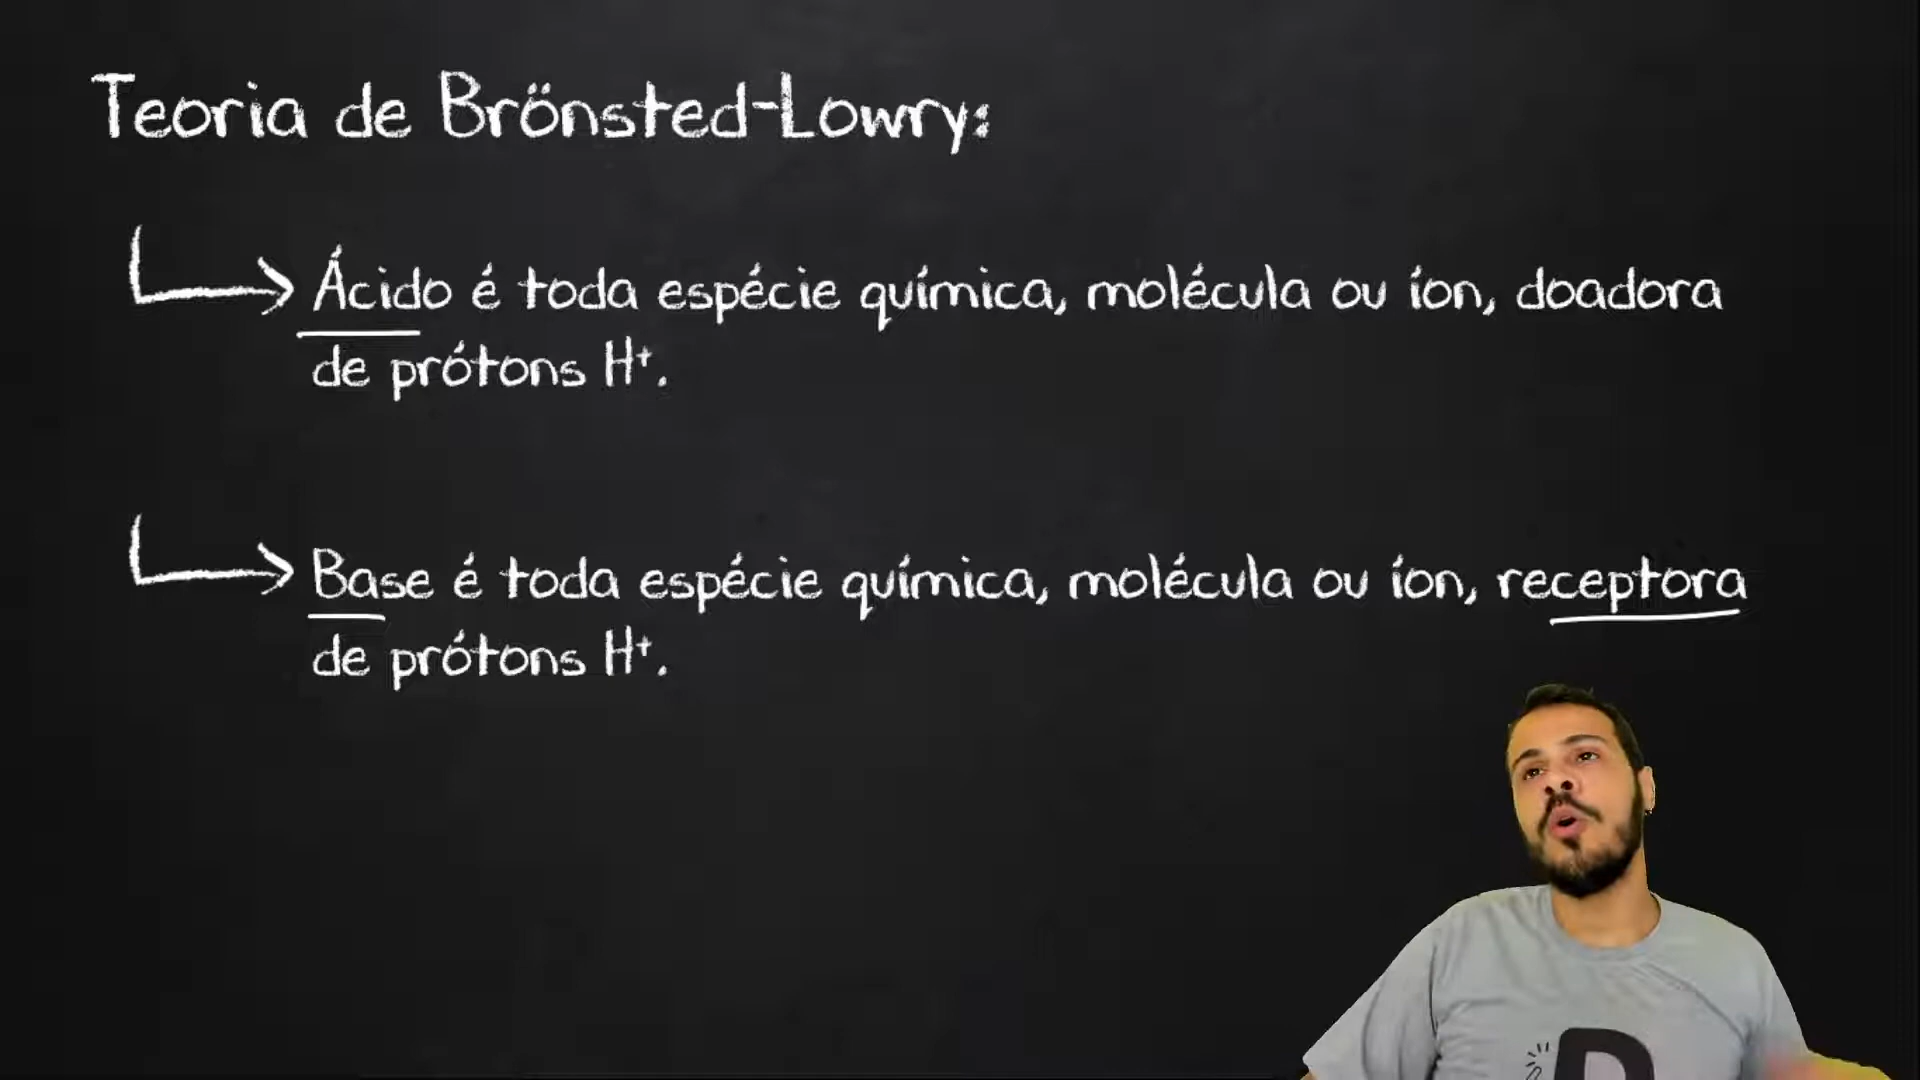 Teoria de Brönsted-Lowry:
Ácido é toda espécie química, molécula ou íon, doadora
de prótons H⁺.
Base é toda espécie química, molécula ou íon, receptora
de prótons H⁺.